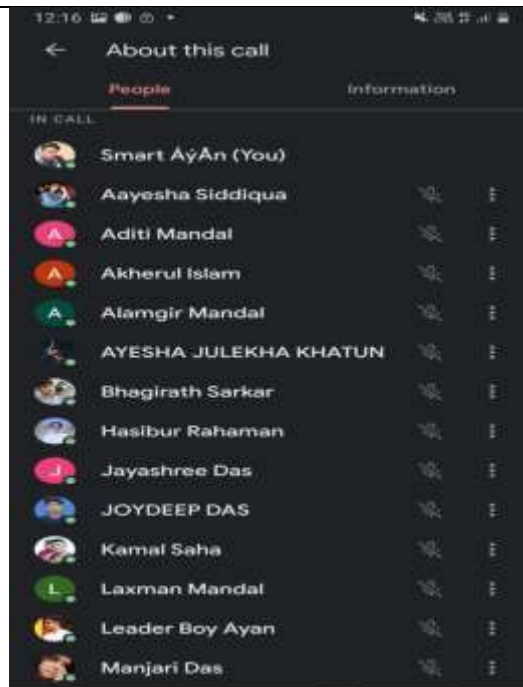 12:16
About this call
People Information
IN CALL
Smart ÁýÅn (You)
Aayesha Siddiqua
A Aditi Mandal
A Akherul Islam
A Alamgir Mandal
AYESHA JULEKHA KHATUN
Bhagirath Sarkar
Hasibur Rahaman
J Jayashree Das
JOYDEEP DAS
Kamal Saha
L Laxman Mandal
Leader Boy Ayan
Manjari Das